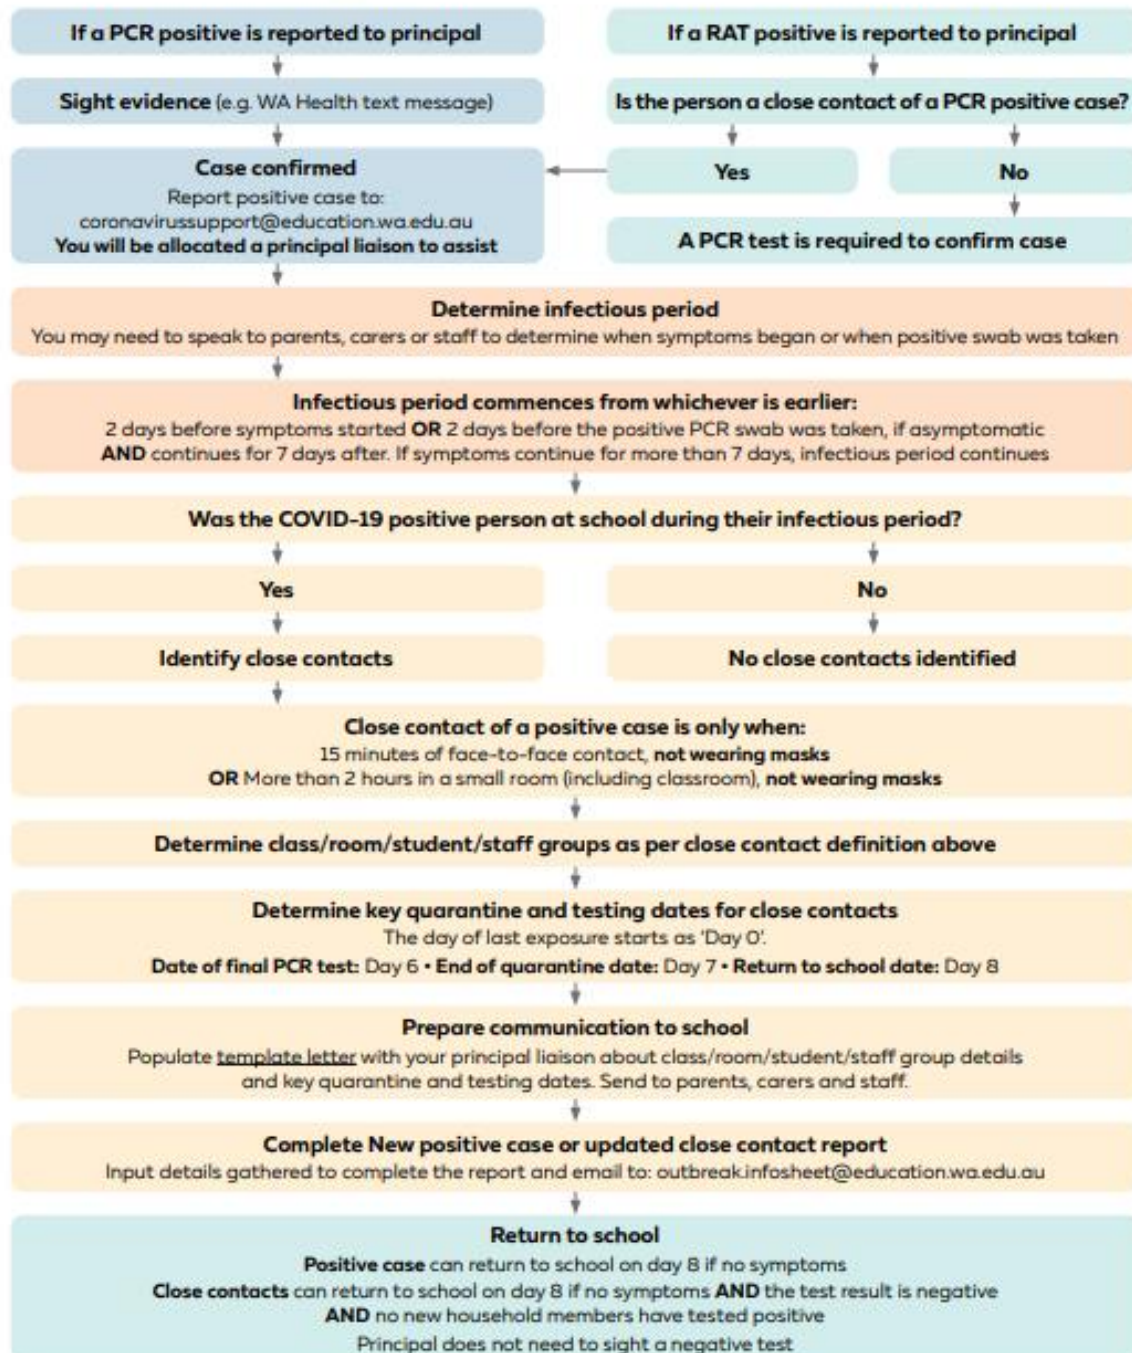 If a PCR positive is reported to principal
If a RAT positive is reported to principal
Sight evidence (e.g. WA Health text message)
Is the person a close contact of a PCR positive case?
Case confirmed
Report positive case to:
coronavirussupport@education.wa.edu.au
You will be allocated a principal liaison to assist
Yes
No
A PCR test is required to confirm case
Determine infectious period
You may need to speak to parents, carers or staff to determine when symptoms began or when positive swab was taken
Infectious period commences from whichever is earlier:
2 days before symptoms started OR 2 days before the positive PCR swab was taken, if asymptomatic
AND continues for 7 days after. If symptoms continue for more than 7 days, infectious period continues
Was the COVID-19 positive person at school during their infectious period?
Yes
No
Identify close contacts
No close contacts identified
Close contact of a positive case is only when:
15 minutes of face-to-face contact, not wearing masks
OR More than 2 hours in a small room (including classroom), not wearing masks
Determine class/room/student/staff groups as per close contact definition above
Determine key quarantine and testing dates for close contacts
The day of last exposure starts as 'Day 0'.
Date of final PCR test: Day 6 • End of quarantine date: Day 7 • Return to school date: Day 8
Prepare communication to school
Populate template letter with your principal liaison about class/room/student/staff group details
and key quarantine and testing dates. Send to parents, carers and staff.
Complete New positive case or updated close contact report
Input details gathered to complete the report and email to: outbreak.infosheet@education.wa.edu.au
Return to school
Positive case can return to school on day 8 if no symptoms
Close contacts can return to school on day 8 if no symptoms AND the test result is negative
AND no new household members have tested positive
Principal does not need to sight a negative test